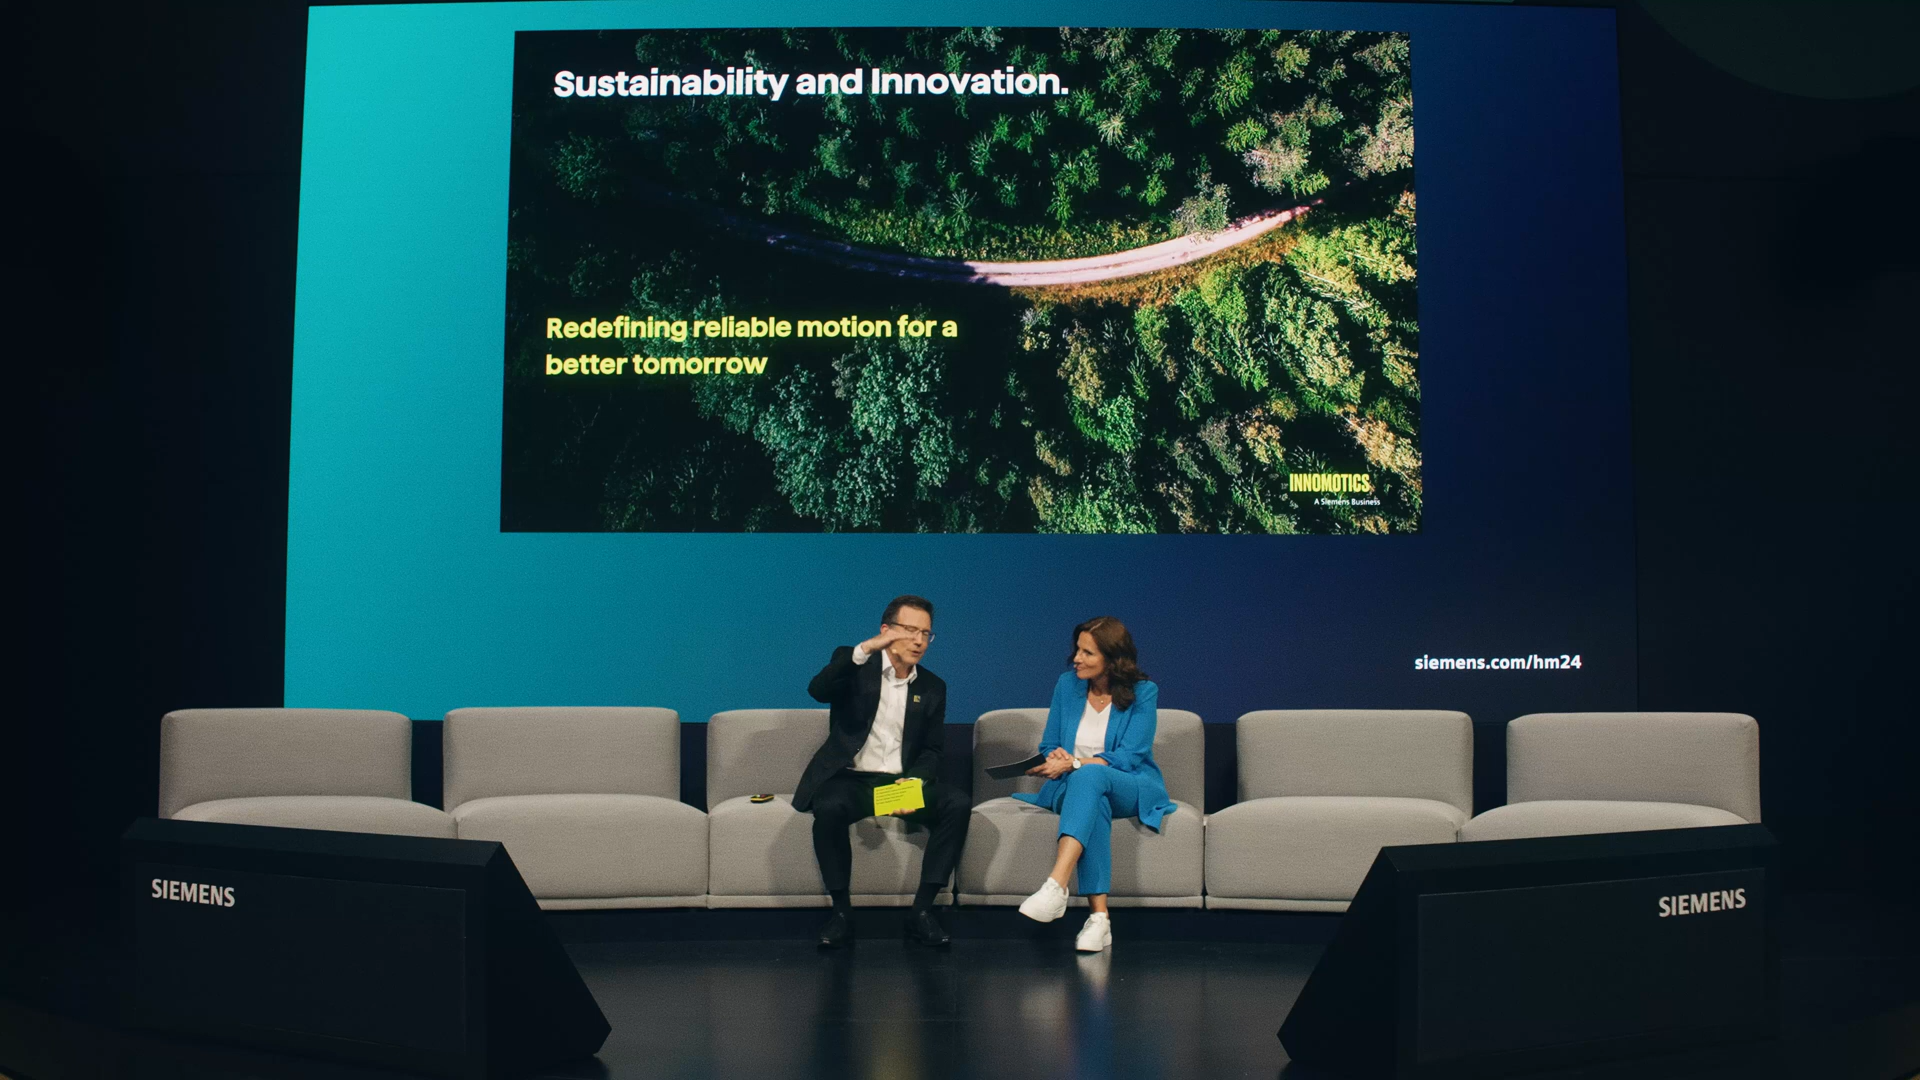 Sustainability and Innovation.
Redefining reliable motion for a
better tomorrow
INNOMOTICS
A Siemens Business
siemens.com/hm24
SIEMENS
SIEMENS